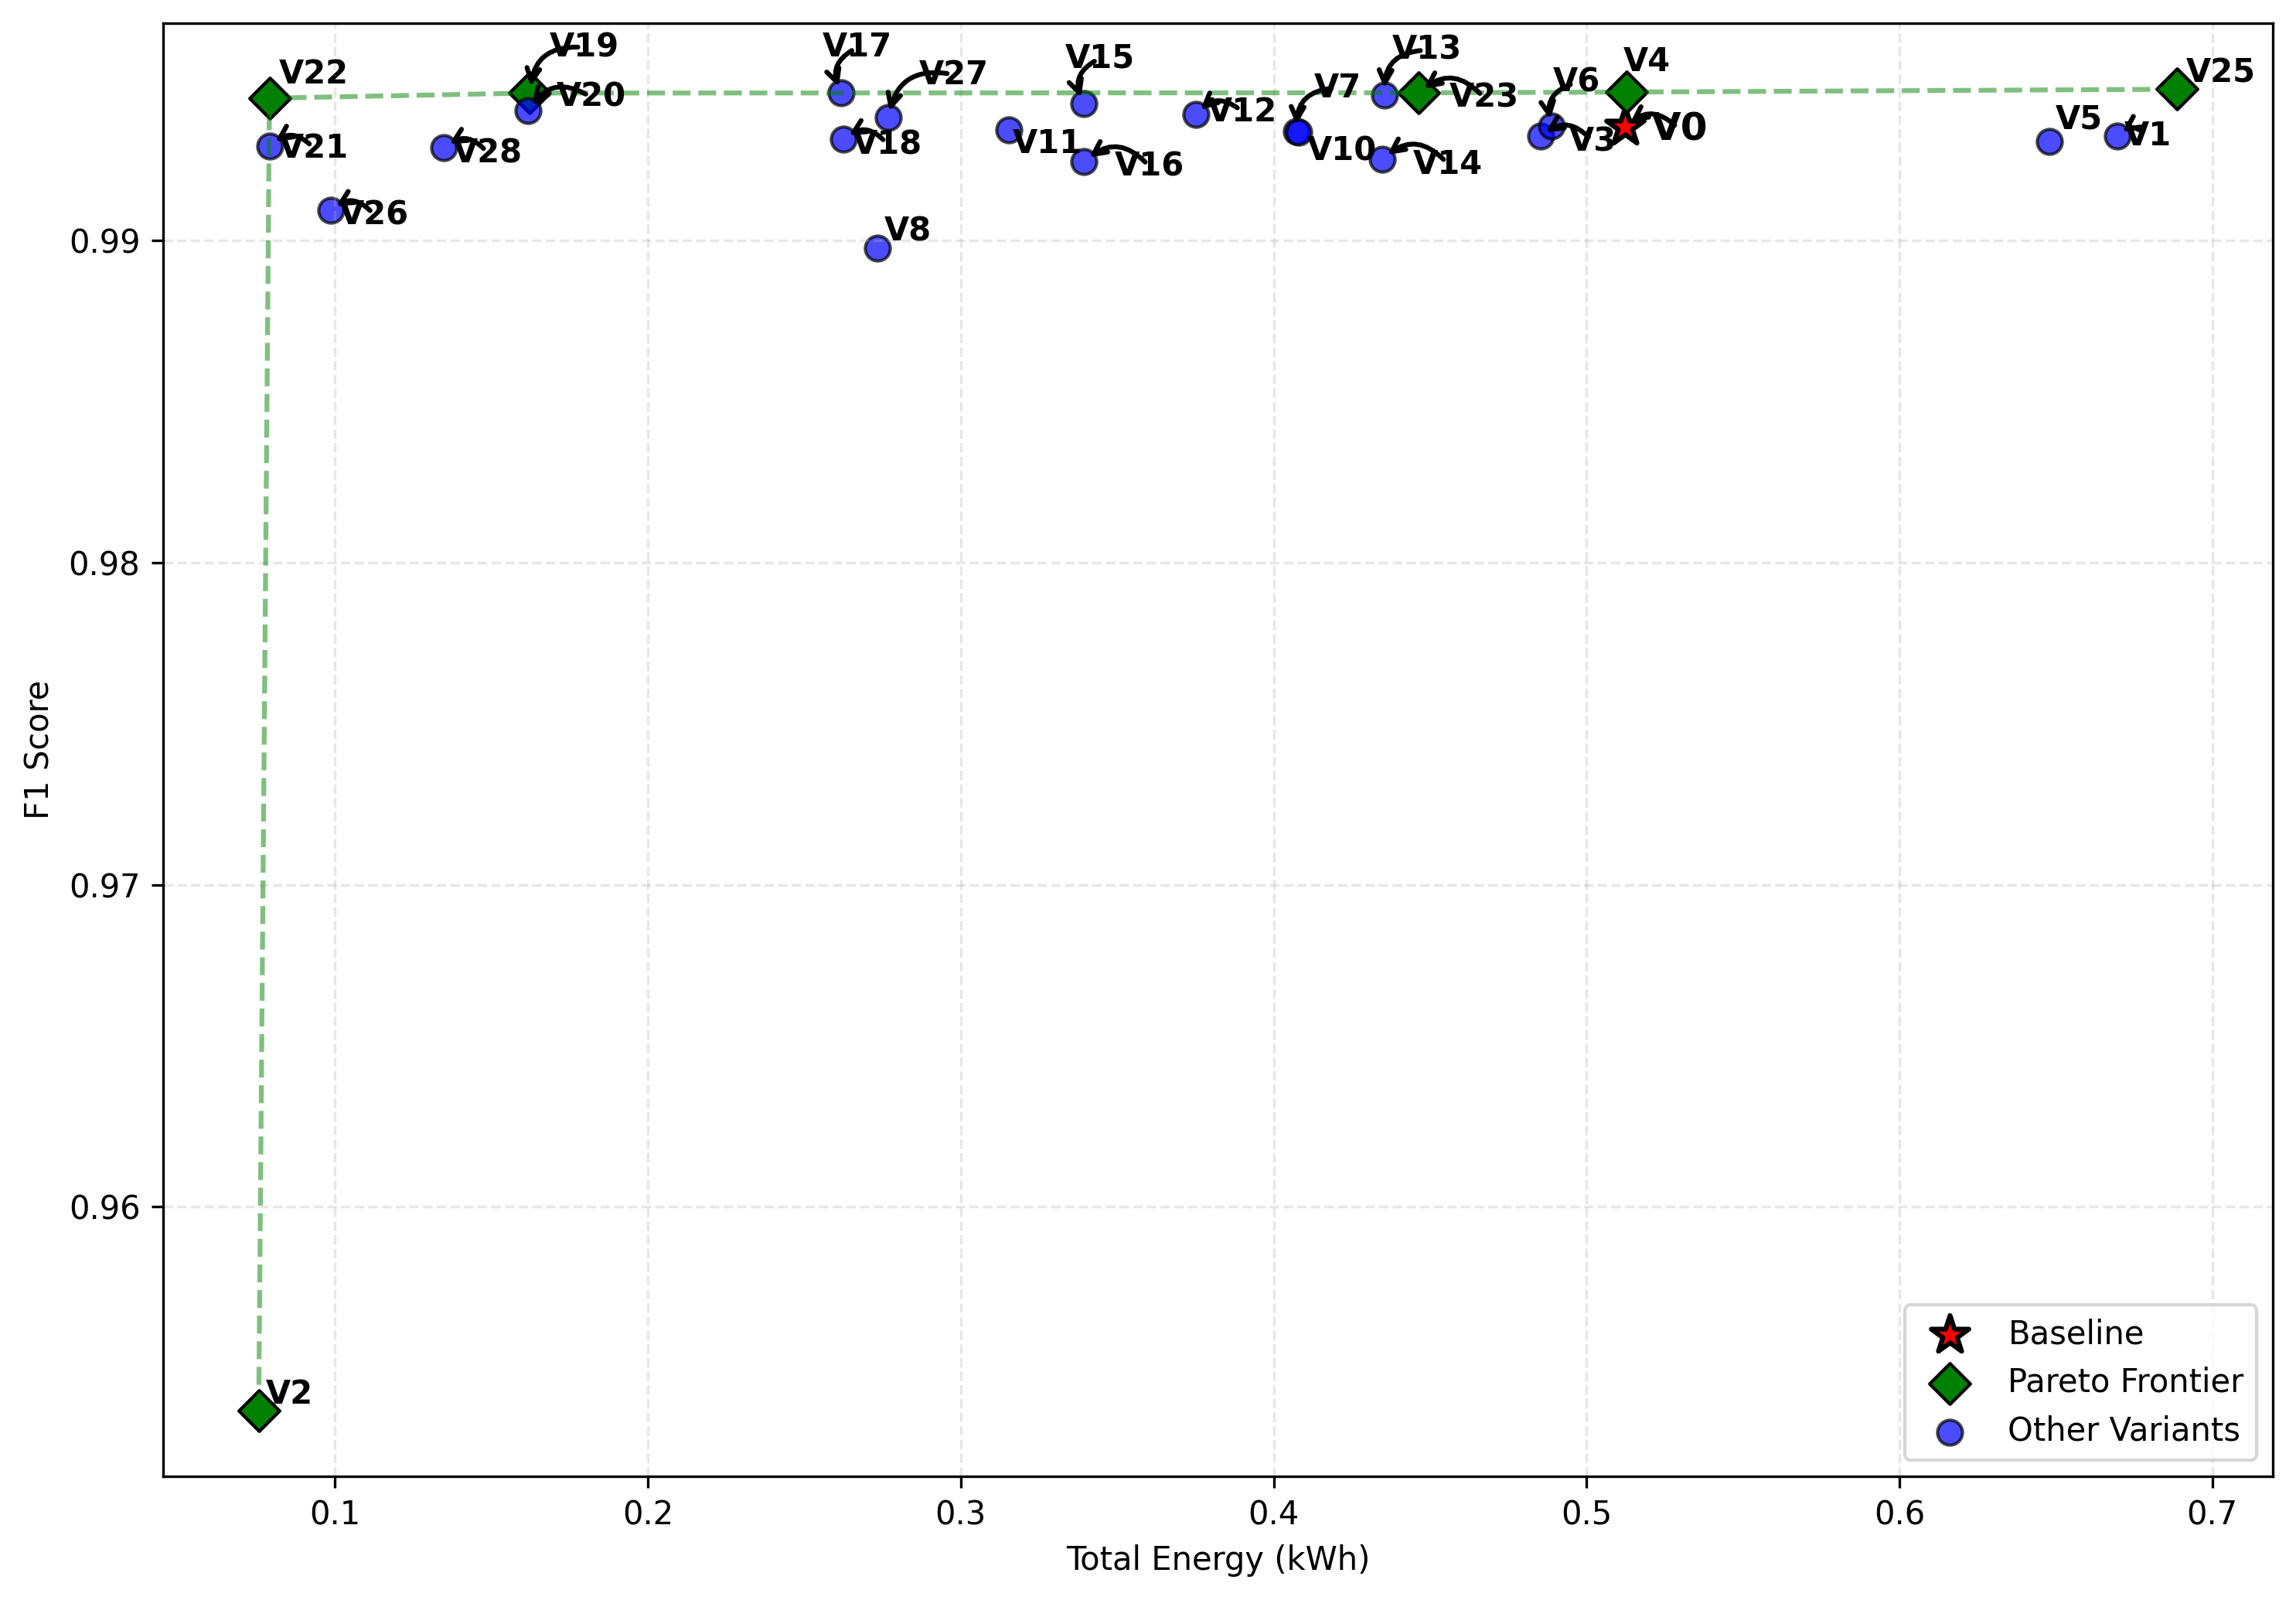 V19
V17
V13
V4
V15
V22
V27
V25
V6
V7
V20
V23
V12
V5
V0
V1
V3
V11
V18
V21
V28
V10
V16
V14
V26
V8
V2
0.99
0.98
0.97
0.96
F1 Score
0.1
0.2
0.3
0.4
0.5
0.6
0.7
Total Energy (kWh)
Baseline
Pareto Frontier
Other Variants